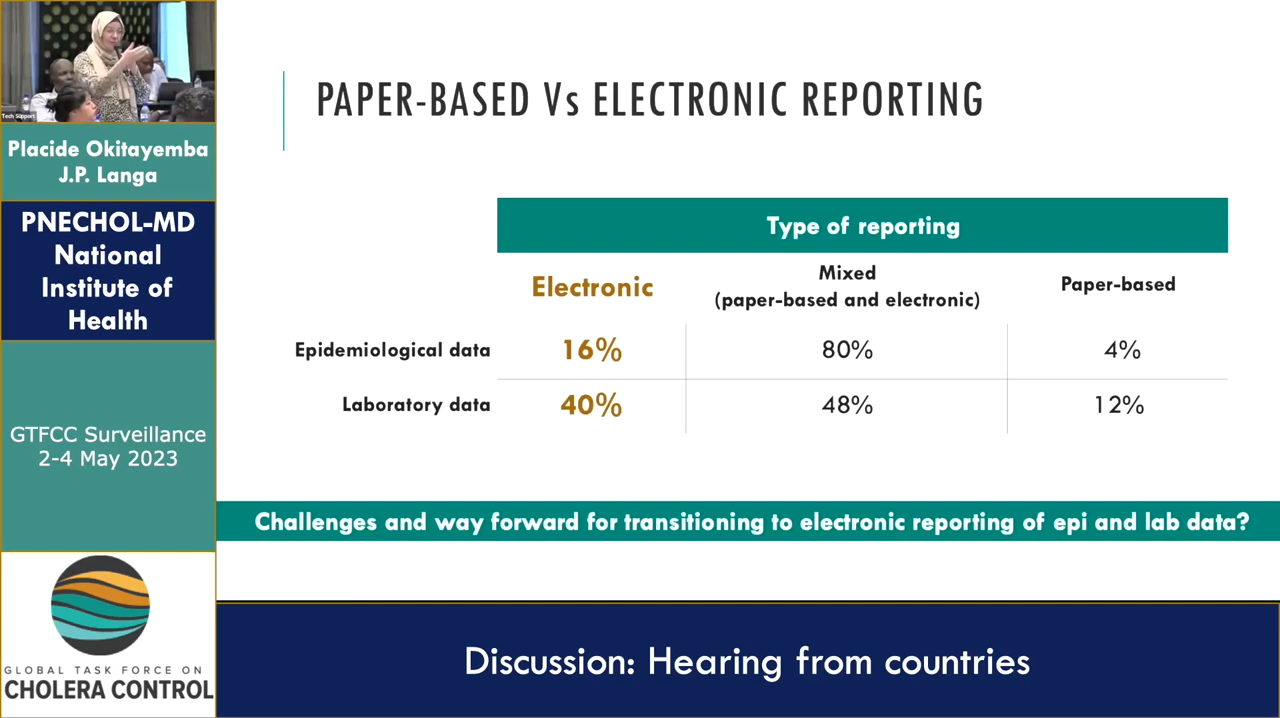 Tech Support
Placide Okitayemba
J.P. Langa
PNECHOL-MD
National
Institute of
Health
GTFCC Surveillance
2-4 May 2023
GLOBAL TASK FORCE ON
CHOLERA CONTROL
PAPER-BASED Vs ELECTRONIC REPORTING
Type of reporting
Electronic
Mixed
(paper-based and electronic)
Paper-based
Epidemiological data 16% 80% 4%
Laboratory data 40% 48% 12%
Challenges and way forward for transitioning to electronic reporting of epi and lab data?
Discussion: Hearing from countries